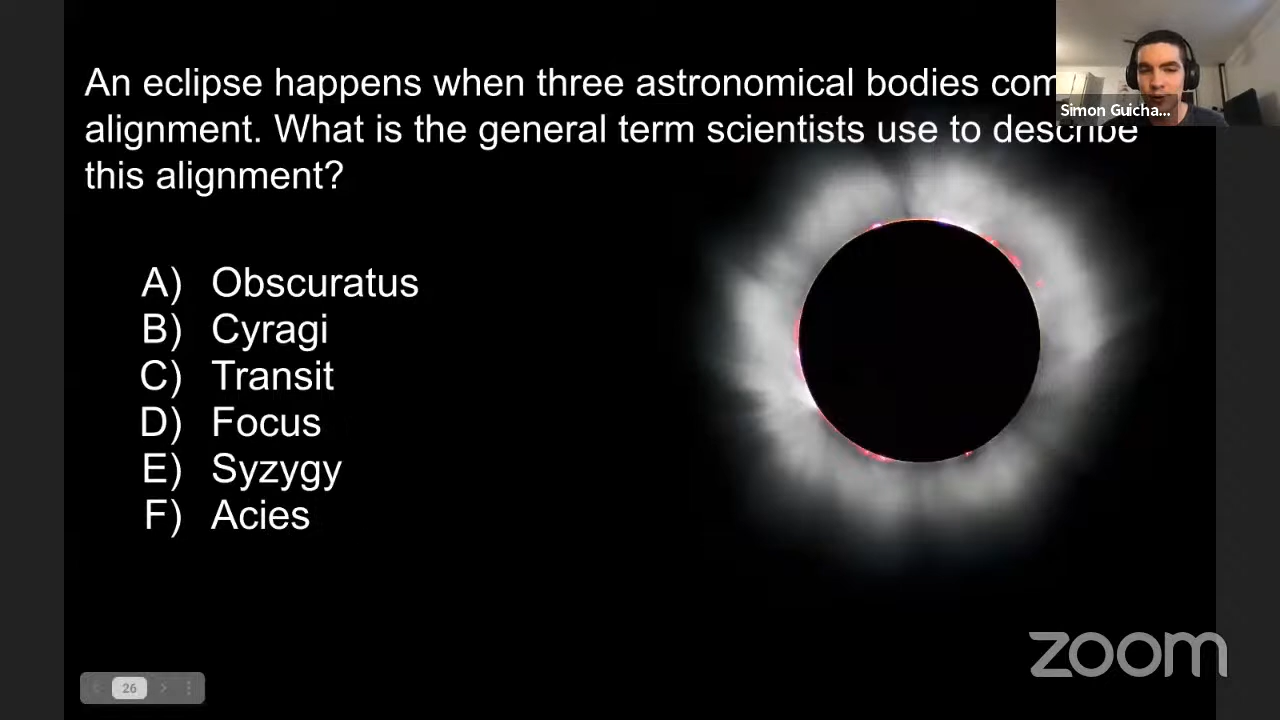 An eclipse happens when three astronomical bodies com
alignment. What is the general term scientists use to describe
this alignment?
Simon Guicha...
A) Obscuratus
B) Cyragi
C) Transit
D) Focus
E) Syzygy
F) Acies
zoom
26